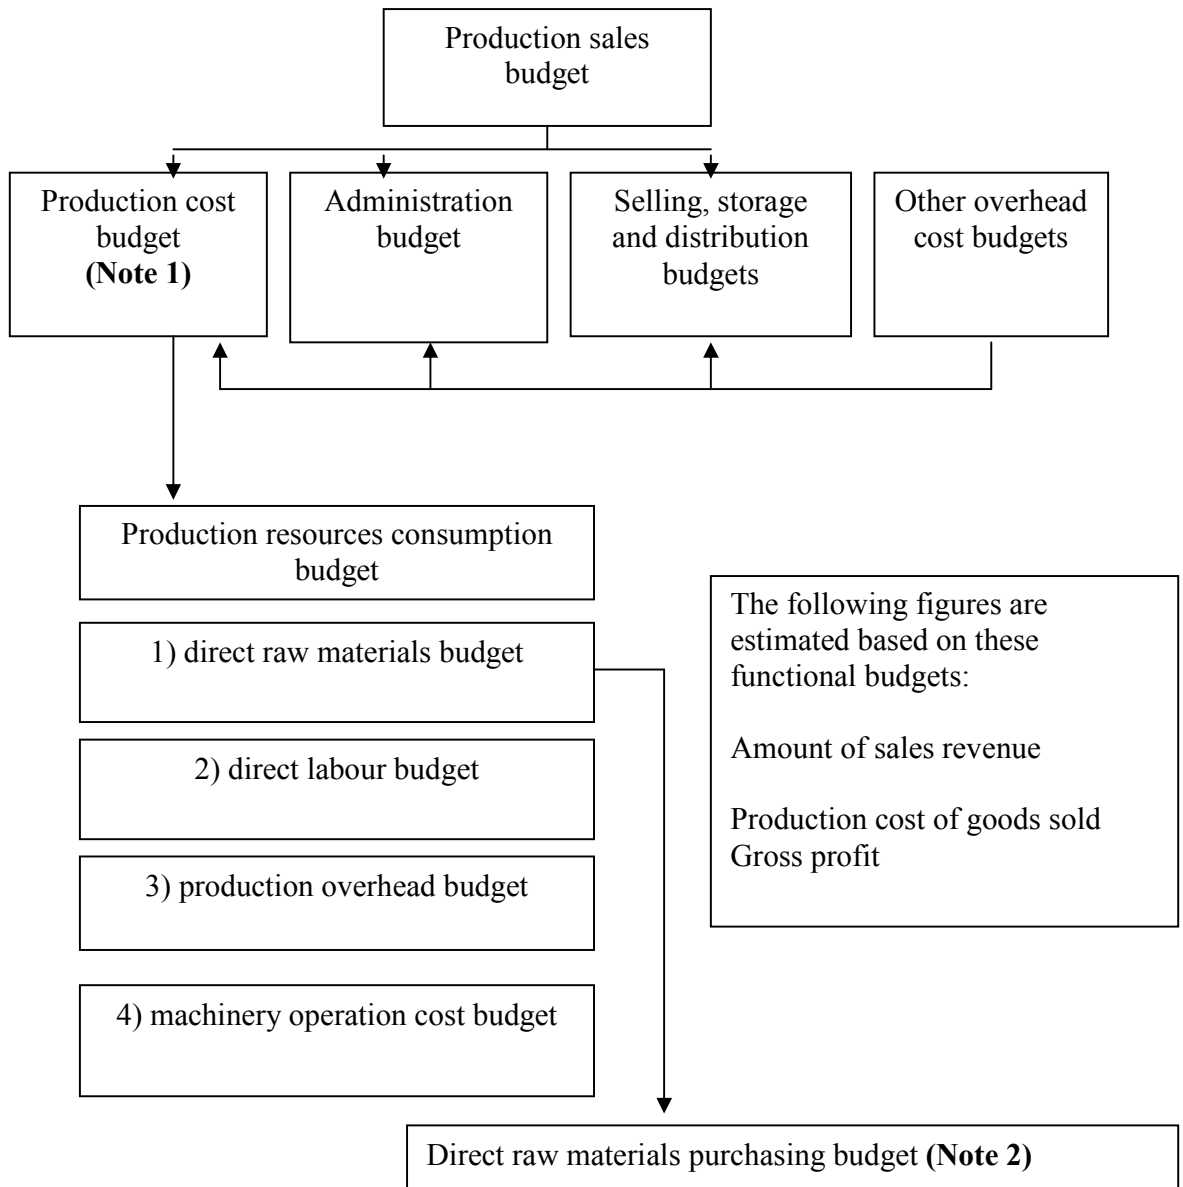 Production sales
budget
Production cost
budget
(Note 1)
Administration
budget
Selling, storage
and distribution
budgets
Other overhead
cost budgets
Production resources consumption
budget
1) direct raw materials budget
2) direct labour budget
3) production overhead budget
4) machinery operation cost budget
The following figures are
estimated based on these
functional budgets:
Amount of sales revenue
Production cost of goods sold
Gross profit
Direct raw materials purchasing budget (Note 2)